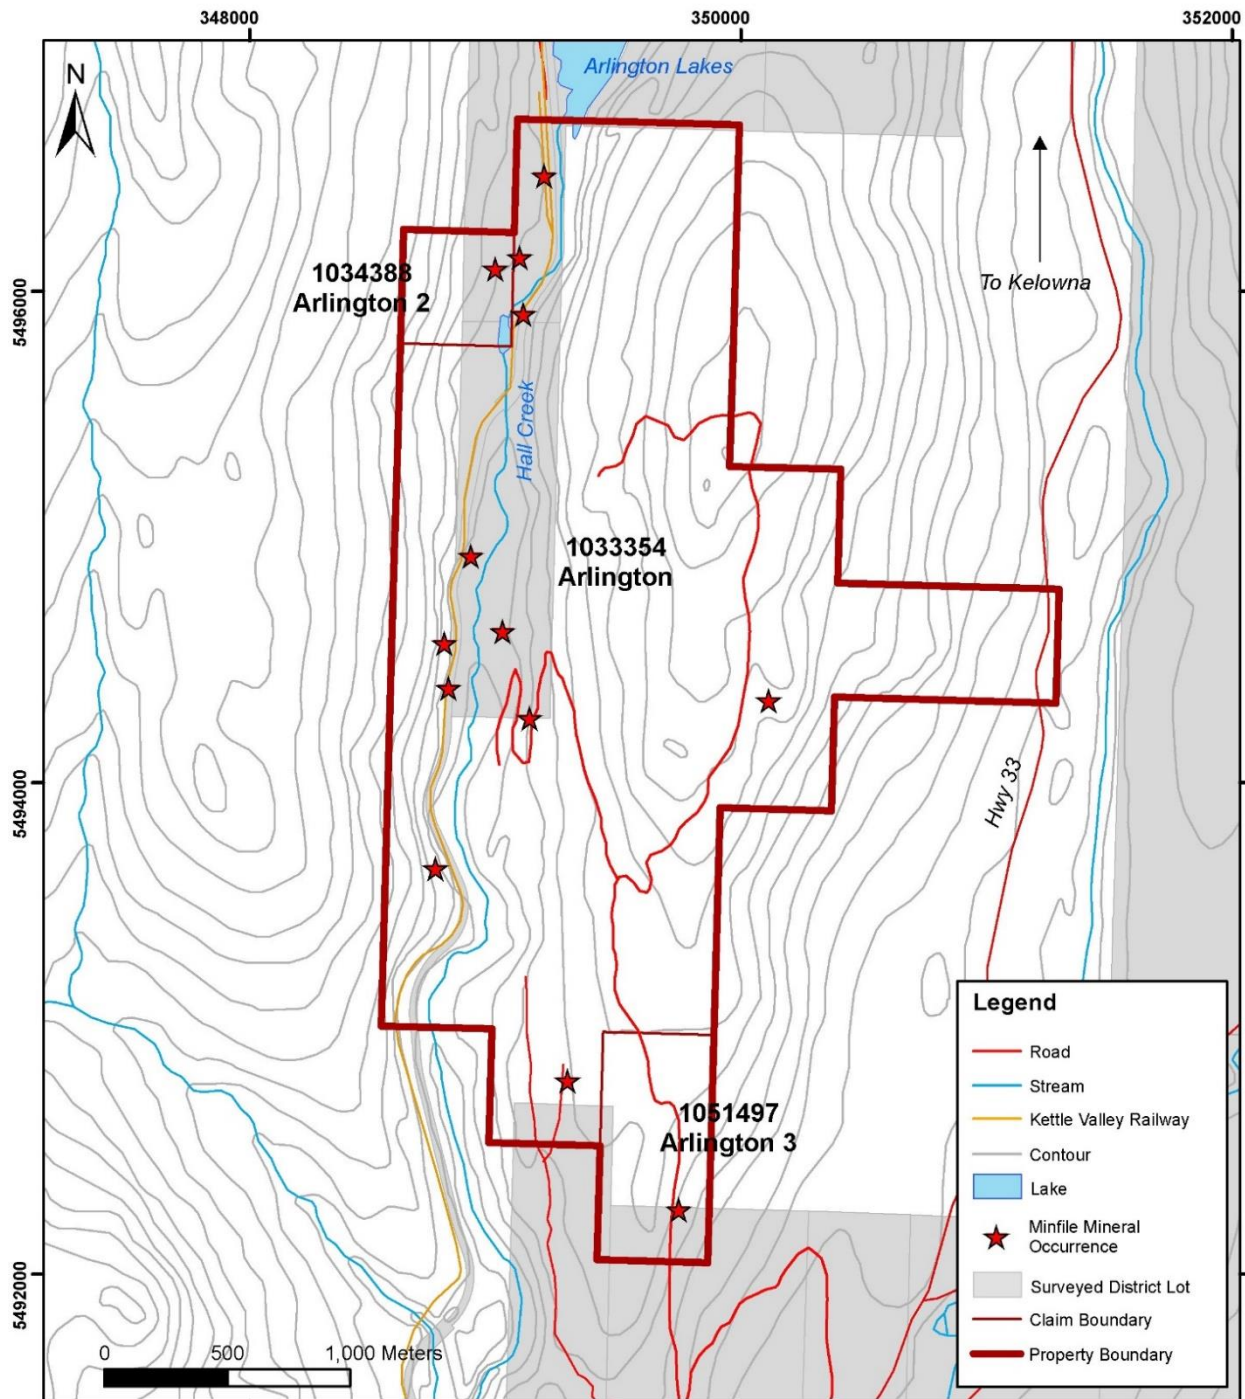 348000
350000
352000
N
Arlington Lakes
1034388
Arlington 2
To Kelowna
5496000
Hall Creek
1033354
Arlington
5494000
Hwy 33
1051497
Arlington 3
5492000
0 500 1,000 Meters
Legend
Road
Stream
Kettle Valley Railway
Contour
Lake
Minfile Mineral
Occurrence
Surveyed District Lot
Claim Boundary
Property Boundary